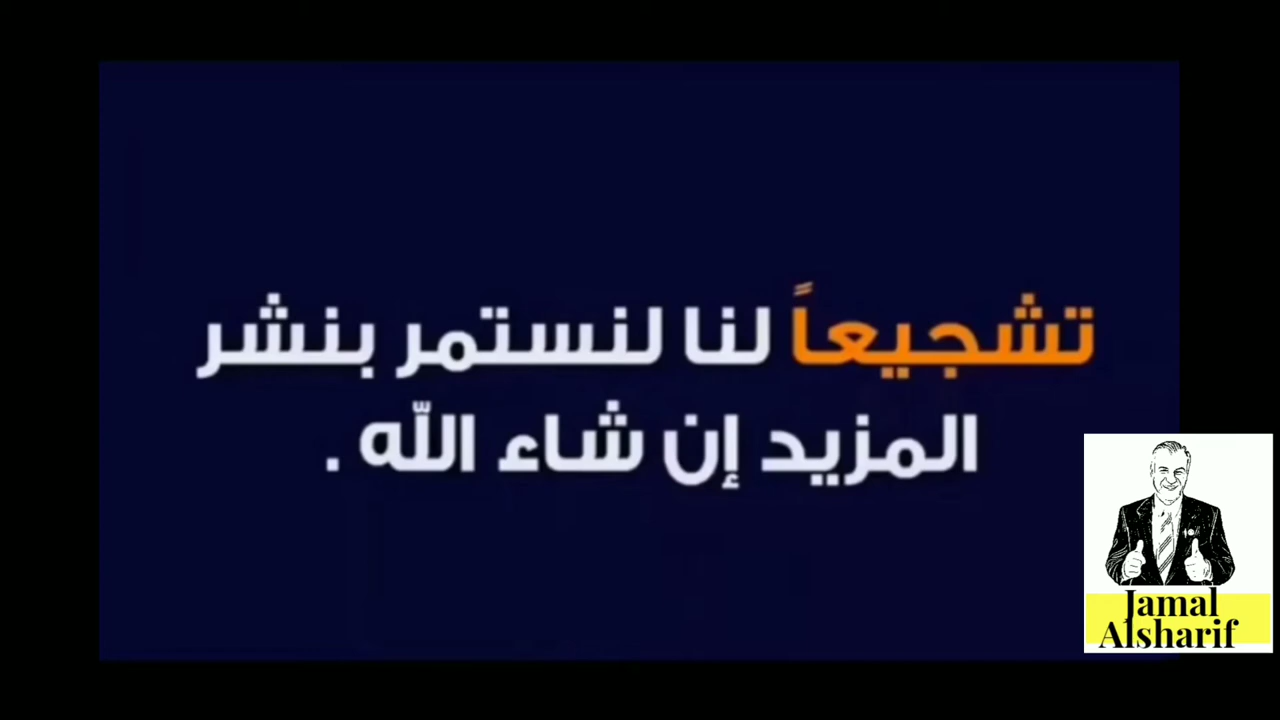 تشجيعاً لنا لنستمر بنشر
المزيد إن شاء الله .
Jamal
Alsharif